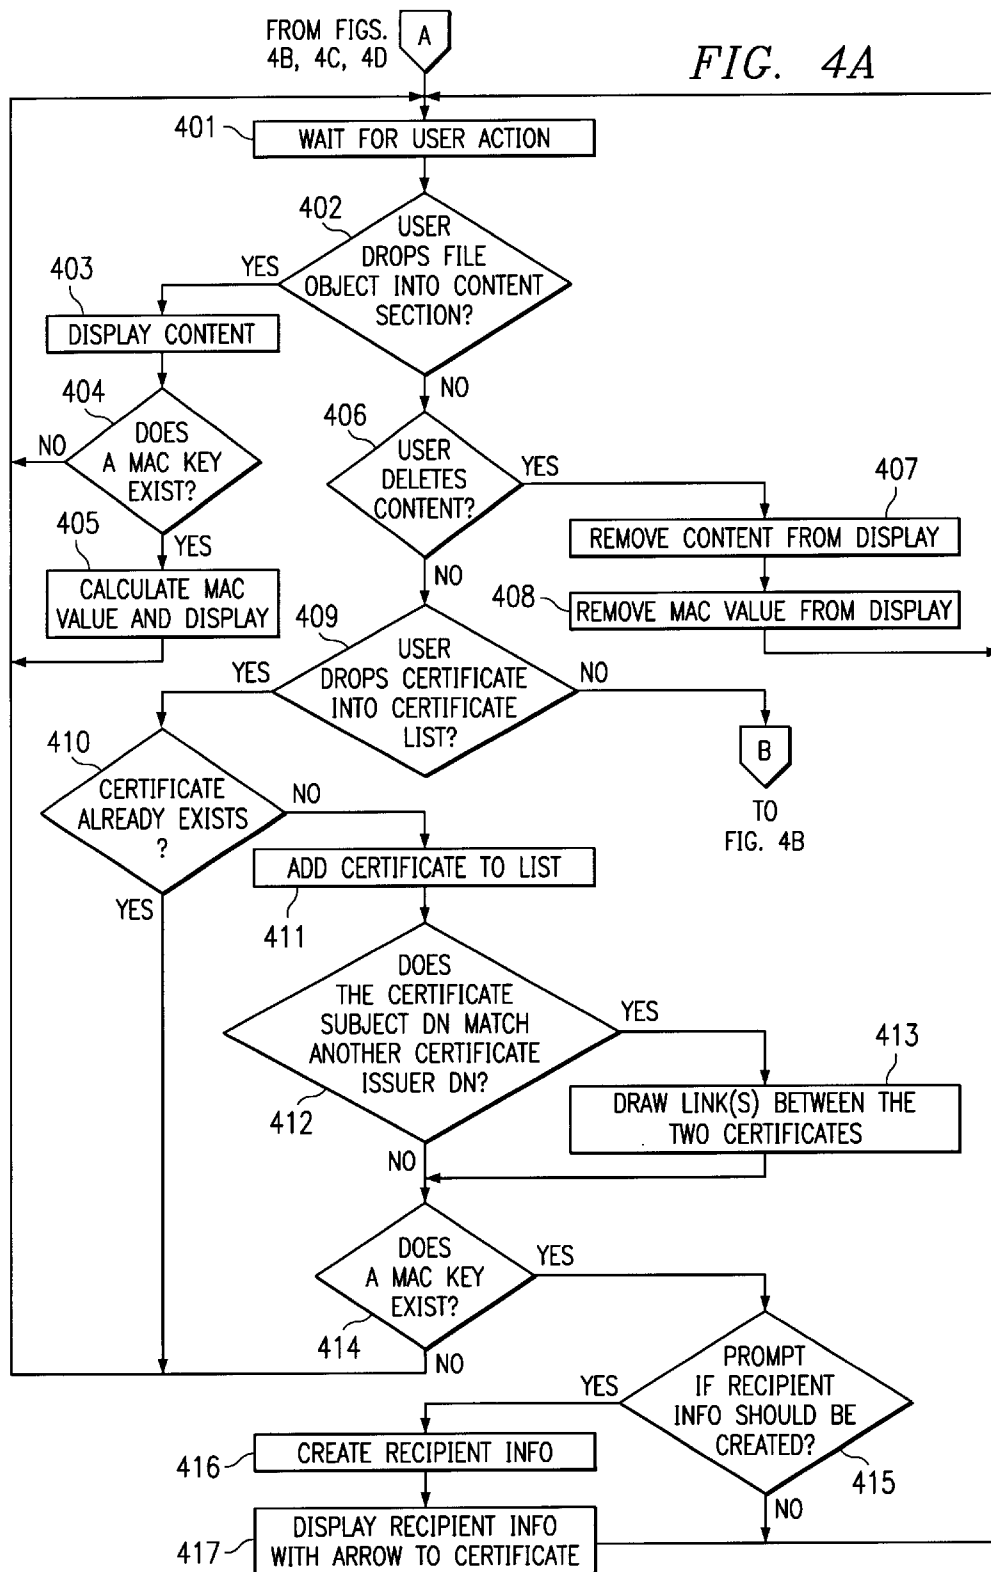 FROM FIGS.
4B, 4C, 4D
A
FIG. 4A
401
WAIT FOR USER ACTION
402
USER
DROPS FILE
OBJECT INTO CONTENT
SECTION?
YES
NO
403
DISPLAY CONTENT
404
DOES
A MAC KEY
EXIST?
NO
YES
405
CALCULATE MAC
VALUE AND DISPLAY
406
USER
DELETES
CONTENT?
YES
NO
407
REMOVE CONTENT FROM DISPLAY
408
REMOVE MAC VALUE FROM DISPLAY
409
USER
DROPS CERTIFICATE
INTO CERTIFICATE
LIST?
YES
NO
B
TO
FIG. 4B
410
CERTIFICATE
ALREADY EXISTS
?
NO
YES
ADD CERTIFICATE TO LIST
411
DOES
THE CERTIFICATE
SUBJECT DN MATCH
ANOTHER CERTIFICATE
ISSUER DN?
412
YES
NO
413
DRAW LINK(S) BETWEEN THE
TWO CERTIFICATES
DOES
A MAC KEY
EXIST?
414
YES
NO
PROMPT
IF RECIPIENT
INFO SHOULD BE
CREATED?
415
YES
NO
416
CREATE RECIPIENT INFO
417
DISPLAY RECIPIENT INFO
WITH ARROW TO CERTIFICATE